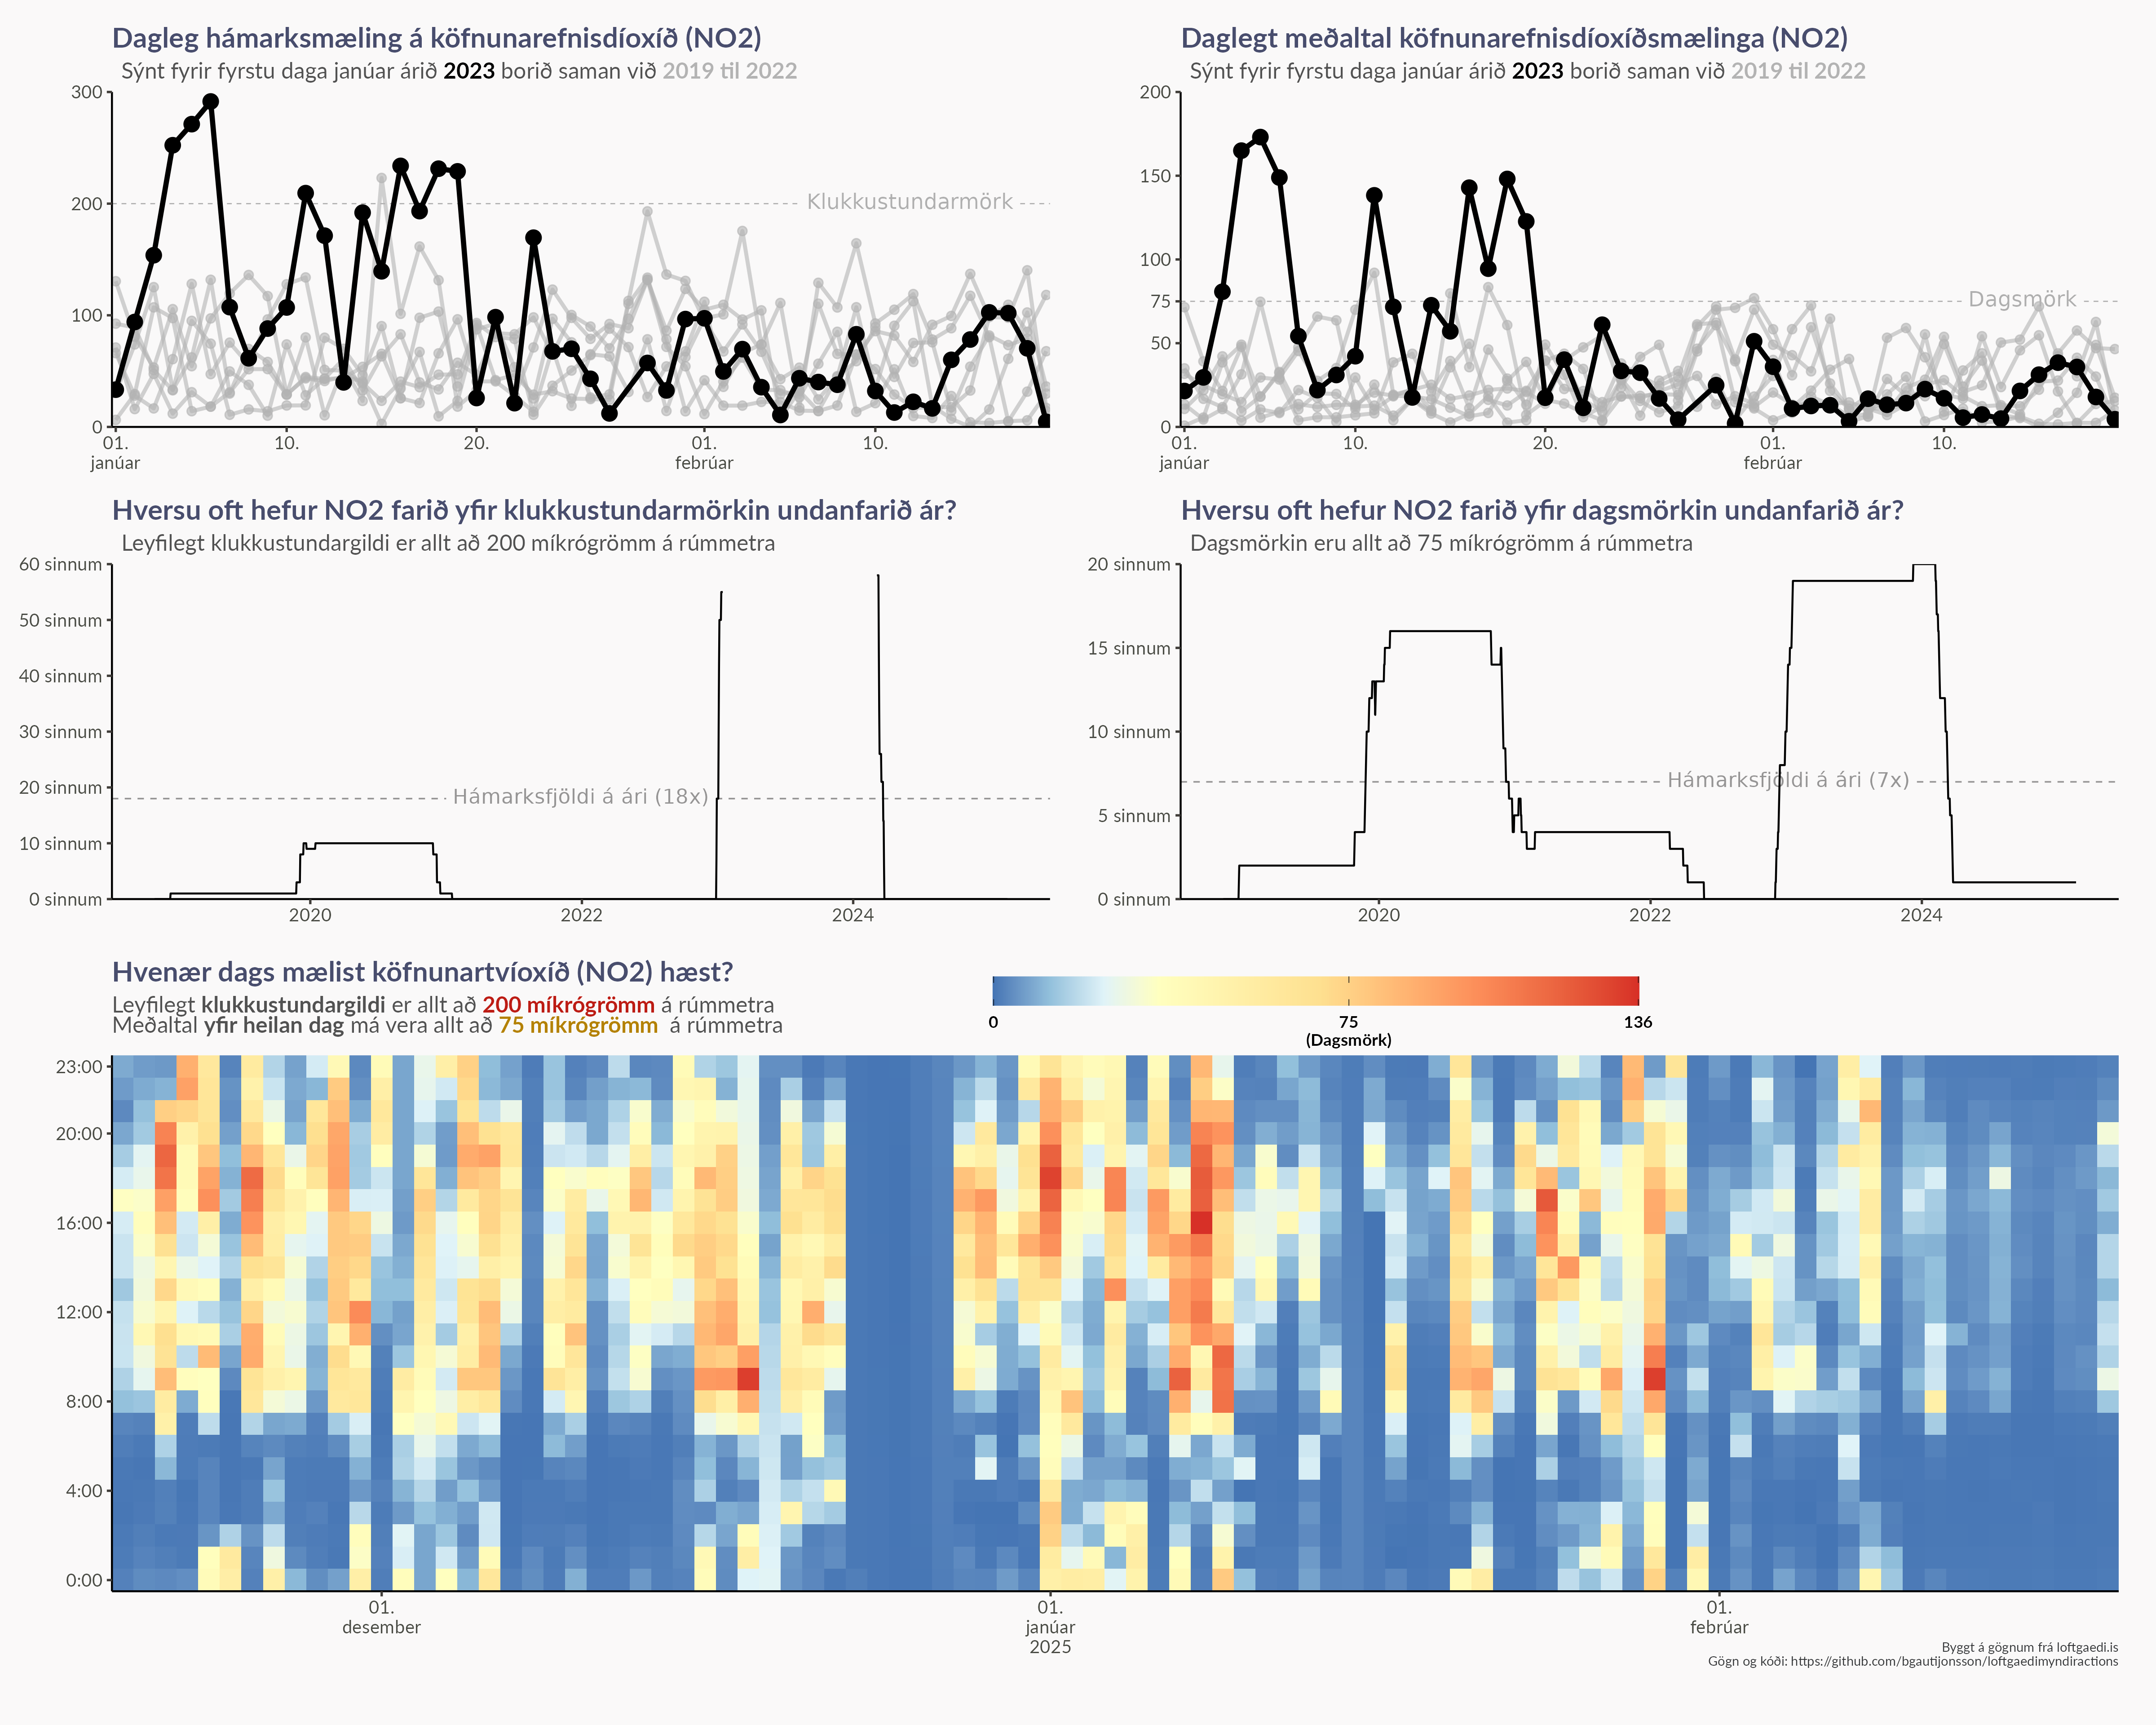 Dagleg hámarksmæling á köfnunarefnisdíoxíð (NO2)
Sýnt fyrir fyrstu daga janúar árið 2023 borið saman við 2019 til 2022
300
200
100
0
Klukkustundarmörk
01.
janúar
10.
20.
01.
febrúar
10.
Daglegt meðaltal köfnunarefnisdíoxíðsmælinga (NO2)
Sýnt fyrir fyrstu daga janúar árið 2023 borið saman við 2019 til 2022
200
150
100
75
50
0
Dagsmörk
01.
janúar
10.
20.
01.
febrúar
10.
Hversu oft hefur NO2 farið yfir klukkustundarmörkin undanfarið ár?
Leyfilegt klukkustundargildi er allt að 200 míkrógrömm á rúmmetra
60 sinnum
50 sinnum
40 sinnum
30 sinnum
20 sinnum
10 sinnum
0 sinnum
Hámarksfjöldi á ári (18x)
2020
2022
2024
Hversu oft hefur NO2 farið yfir dagsmörkin undanfarið ár?
Dagsmörkin eru allt að 75 míkrógrömm á rúmmetra
20 sinnum
15 sinnum
10 sinnum
5 sinnum
0 sinnum
Hámarksfjöldi á ári (7x)
2020
2022
2024
Hvenær dags mælist köfnunartvíoxíð (NO2) hæst?
Leyfilegt klukkustundargildi er allt að 200 míkrógrömm á rúmmetra
Meðaltal yfir heilan dag má vera allt að 75 míkrógrömm á rúmmetra
0
75
(Dagsmörk)
136
23:00
20:00
16:00
12:00
8:00
4:00
0:00
01.
desember
01.
janúar
2025
01.
febrúar
Byggt á gögnum frá loftgaedi.is
Gögn og kóði: https://github.com/bgautijonsson/loftgaedimyndiractions